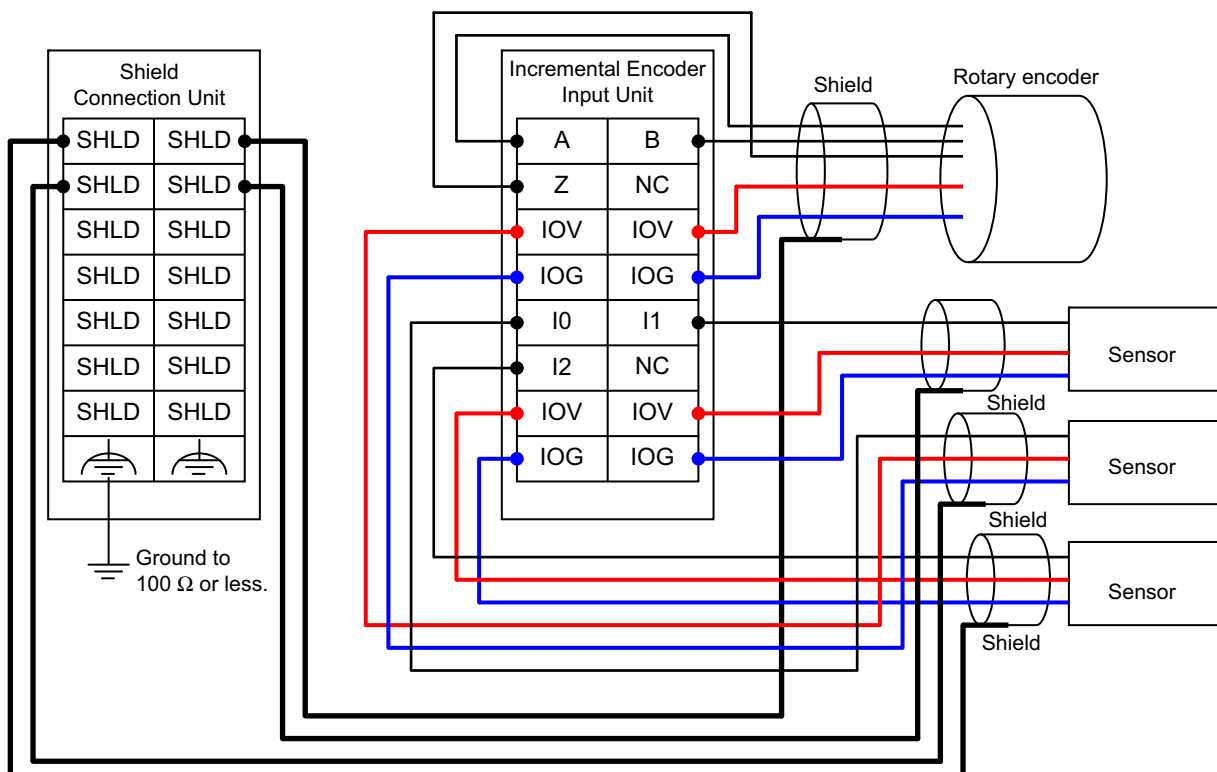 Shield
Connection Unit
SHLD SHLD
SHLD SHLD
SHLD SHLD
SHLD SHLD
SHLD SHLD
SHLD SHLD
SHLD SHLD
Ground to
100 Ω or less.
Incremental Encoder
Input Unit
A B
Z NC
IOV IOV
IOG IOG
I0 I1
I2 NC
IOV IOV
IOG IOG
Shield
Rotary encoder
Sensor
Shield
Sensor
Shield
Sensor
Shield